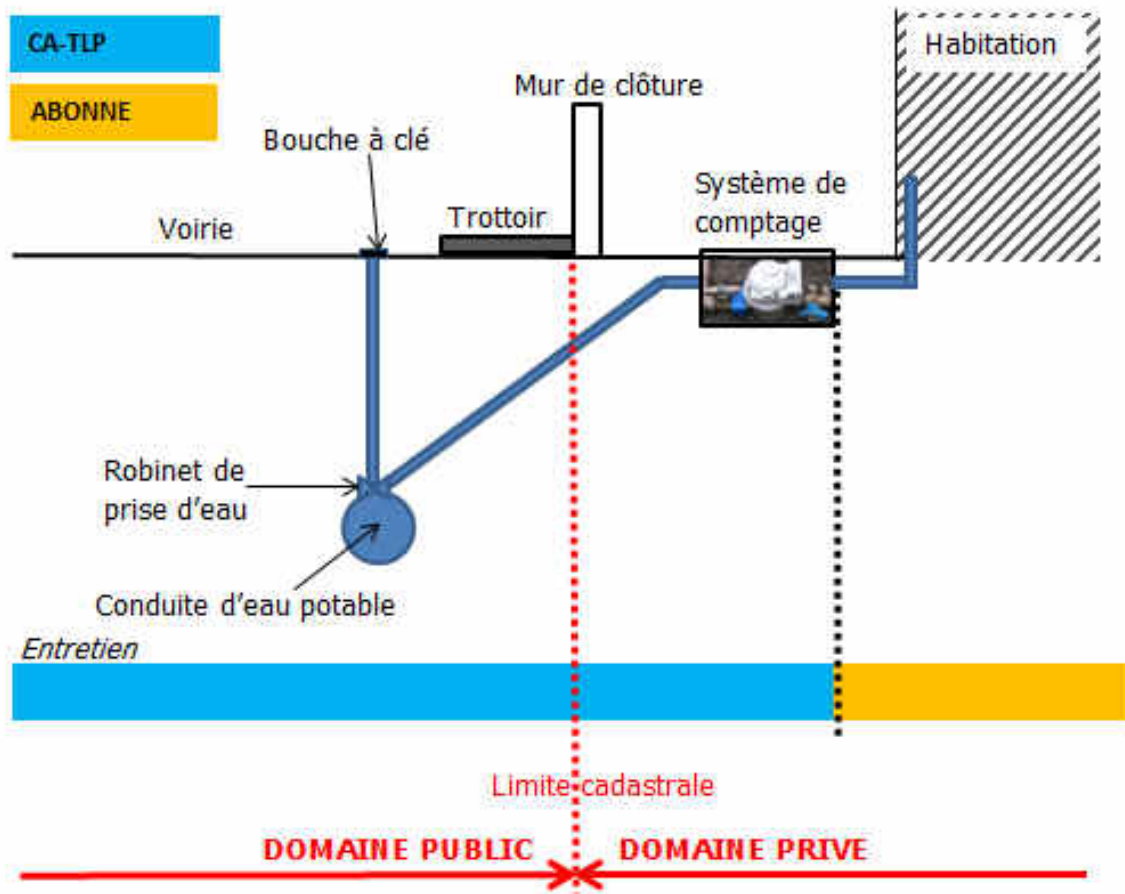 CA-TLP
ABONNE
Habitation
Mur de clôture
Bouche à clé
Système de
comptage
Voirie
Trottoir
Robinet de
prise d'eau
Conduite d'eau potable
Entretien
Limite cadastrale
DOMAINE PUBLIC
DOMAINE PRIVE